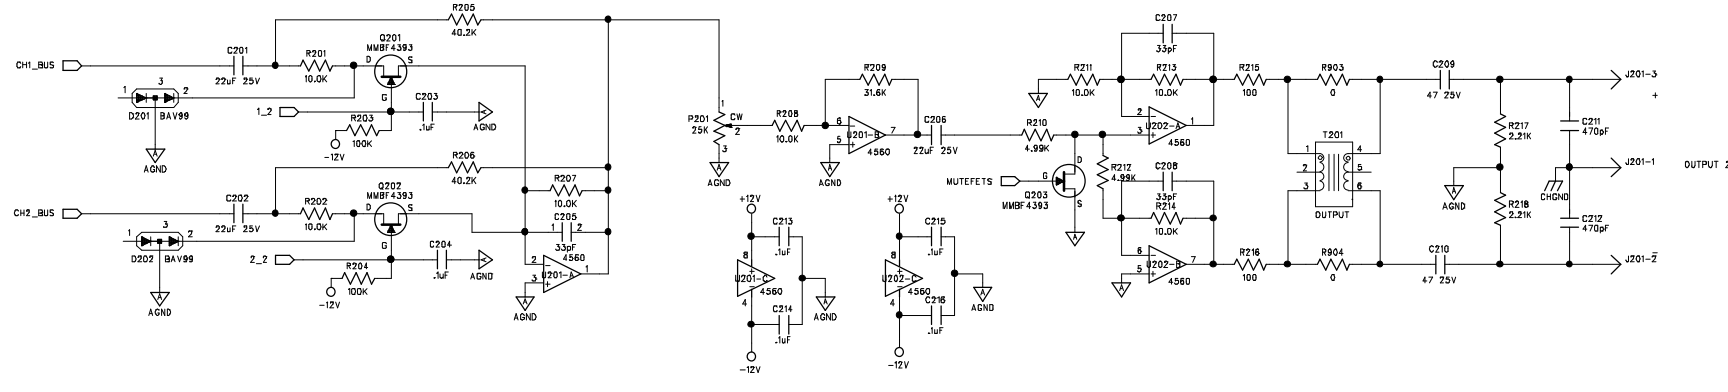 R205
40.2K
C207
33pF
Q201
MMBF4393
C201
R201
D
S
CH1_BUS
22uF 25V
10.0K
G
1
3
2
D201
BAV99
1_2
C203
.1uF
AGND
R203
100K
-12V
AGND
R206
40.2K
Q202
MMBF4393
C202
R202
D
S
CH2_BUS
22uF 25V
10.0K
G
1
3
2
D202
BAV99
2_2
C204
.1uF
AGND
R204
100K
-12V
AGND
R207
10.0K
C205
1
2
33pF
4560
2
3
U201-A
1
AGND
P201
25K
1
CW
2
3
AGND
R208
10.0K
R209
31.6K
6
5
U201-B
7
4560
AGND
C206
22uF 25V
R210
4.99K
MUTEFETS
G
D
S
Q203
MMBF4393
R211
10.0K
R213
10.0K
2
3
U202-A
1
4560
R212
4.99K
C208
33pF
R214
10.0K
6
5
U202-B
7
4560
R215
100
R903
0
T201
1
2
3
4
5
6
OUTPUT
R216
100
R904
0
C209
47 25V
C210
47 25V
R217
2.21K
R218
2.21K
AGND
C211
470pF
CHGND
C212
470pF
J201-3
+
J201-1
J201-2
-
OUTPUT 2
+12V
C213
.1uF
8
U201-C
4560
4
C214
.1uF
AGND
-12V
+12V
C215
.1uF
8
U202-C
4560
4
C216
.1uF
AGND
-12V